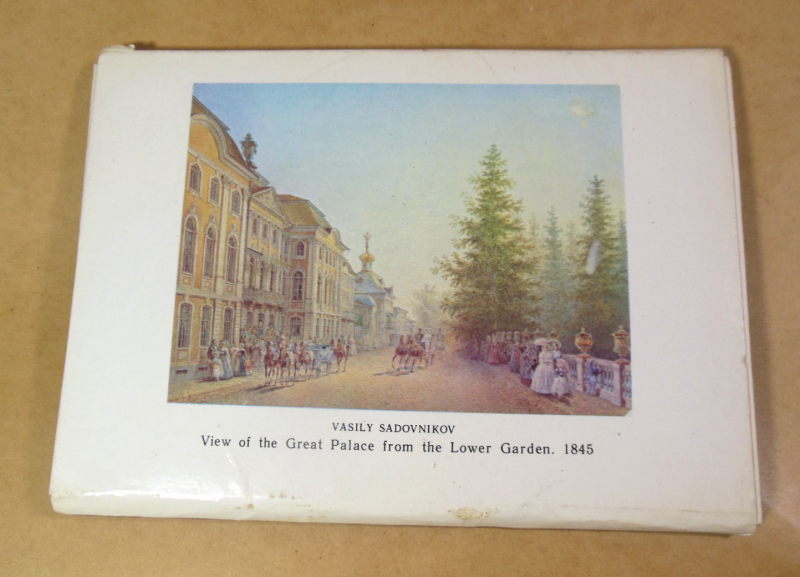 VASILY SADOVNIKOV
View of the Great Palace from the Lower Garden. 1845